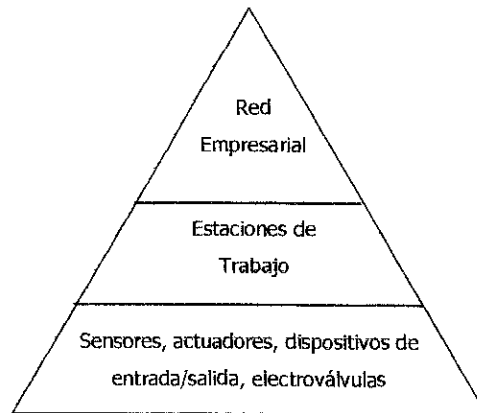 Red
Empresarial
Estaciones de
Trabajo
Sensores, actuadores, dispositivos de
entrada/salida, electroválvulas